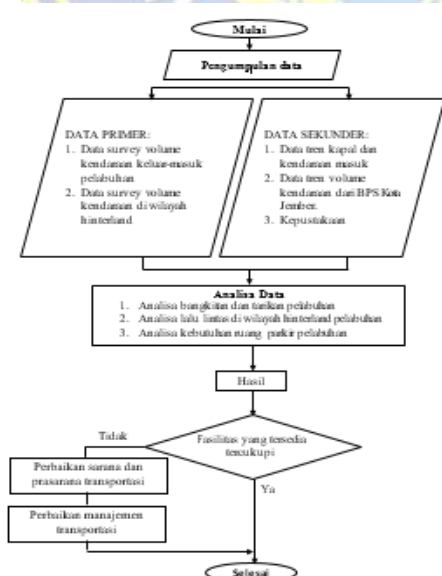 Mulai
Pengumpulan data
DATA PRIMER:
1. Data survey volume
kendaraan keluar-masuk
pelabuhan
2. Data survey volume
kendaraan di wilayah
hinterland
DATA SEKUNDER:
1. Data tren kapal dan
kendaraan masuk
2. Data tren volume
kendaraan dari BPS Kota
Jember.
3. Kepustakaan
Analisa Data
1. Analisa bangkitan dan tarikan pelabuhan
2. Analisa lalu lintas di wilayah hinterland pelabuhan
3. Analisa kebutuhan ruang parkir pelabuhan
Hasil
Fasilitas yang tersedia
tercukupi
Tidak
Ya
Perbaikan sarana dan
prasarana transportasi
Perbaikan manajemen
transportasi
Selesai